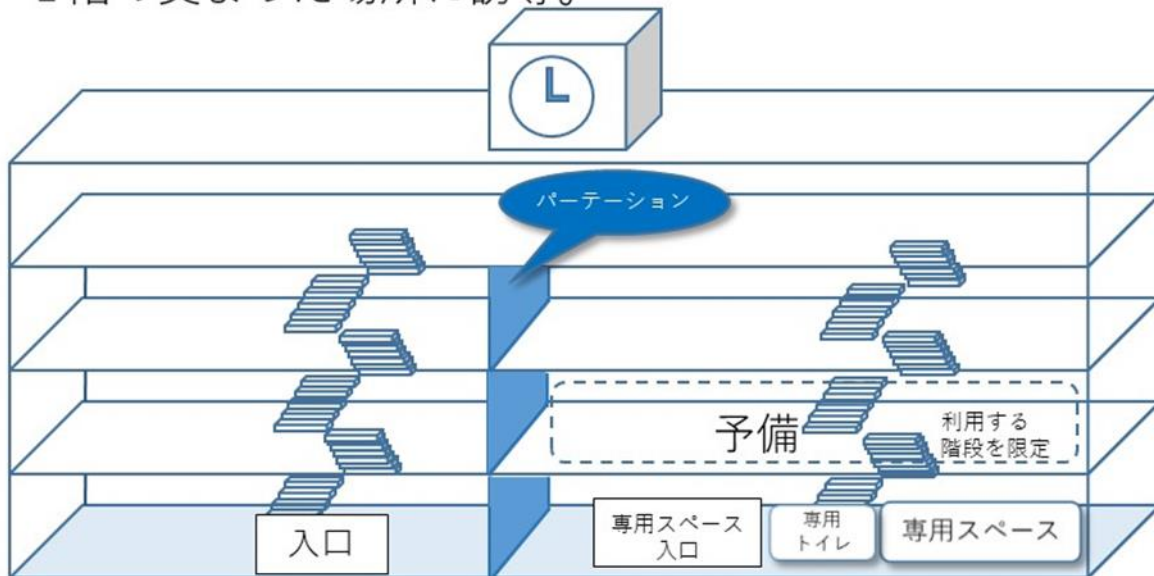 パーテーション
予備
利用する
階段を限定
入口
専用スペース
入口
専用
トイレ
専用スペース